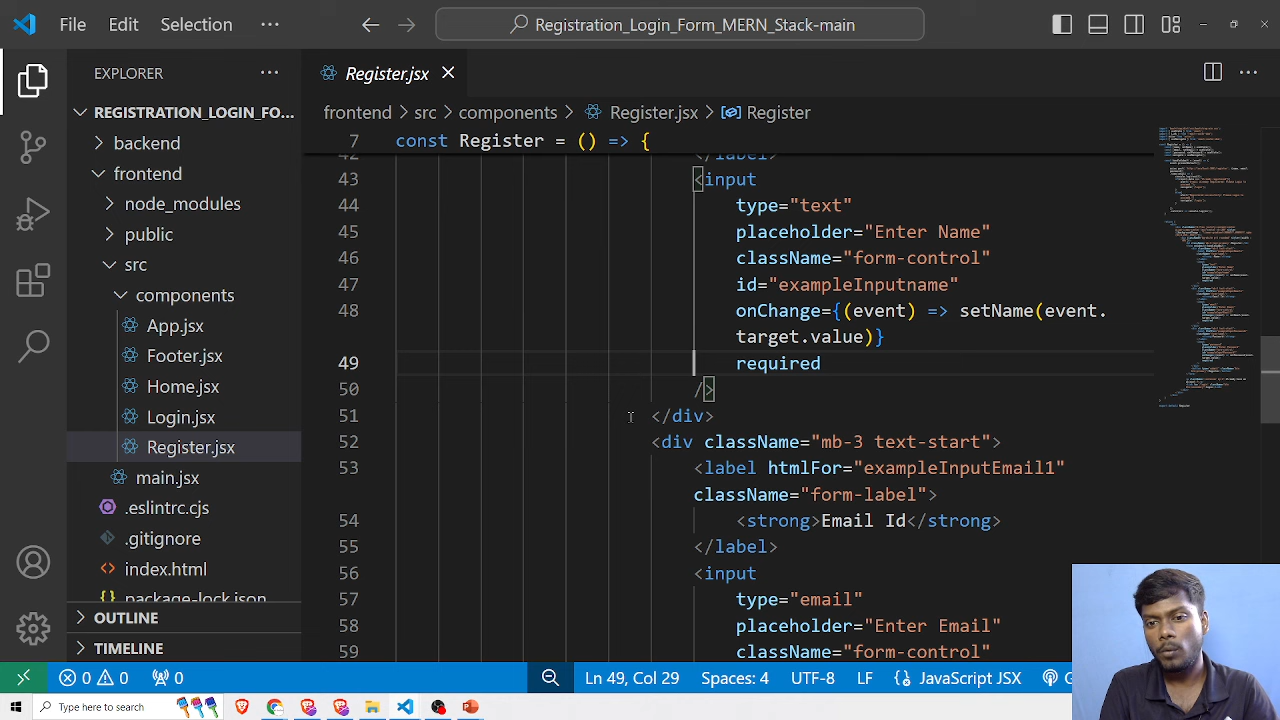 File Edit Selection ··· Registration_Login_Form_MERN_Stack-main
EXPLORER ···
REGISTRATION_LOGIN_FO...
backend
frontend
node_modules
public
src
components
App.jsx
Footer.jsx
Home.jsx
Login.jsx
Register.jsx
main.jsx
.eslintrc.cjs
.gitignore
index.html
package-lock.json
OUTLINE
TIMELINE
Register.jsx
frontend > src > components > Register.jsx > Register
7 const Register = () => {
42 </label>
43 <input
44 type="text"
45 placeholder="Enter Name"
46 className="form-control"
47 id="exampleInputname"
48 onChange={(event) => setName(event.
target.value)}
49 required
50 />
51 </div>
52 <div className="mb-3 text-start">
53 <label htmlFor="exampleInputEmail1"
className="form-label">
54 <strong>Email Id</strong>
55 </label>
56 <input
57 type="email"
58 placeholder="Enter Email"
59 className="form-control"
0 0 0 Ln 49, Col 29 Spaces: 4 UTF-8 LF JavaScript JSX G
Type here to search